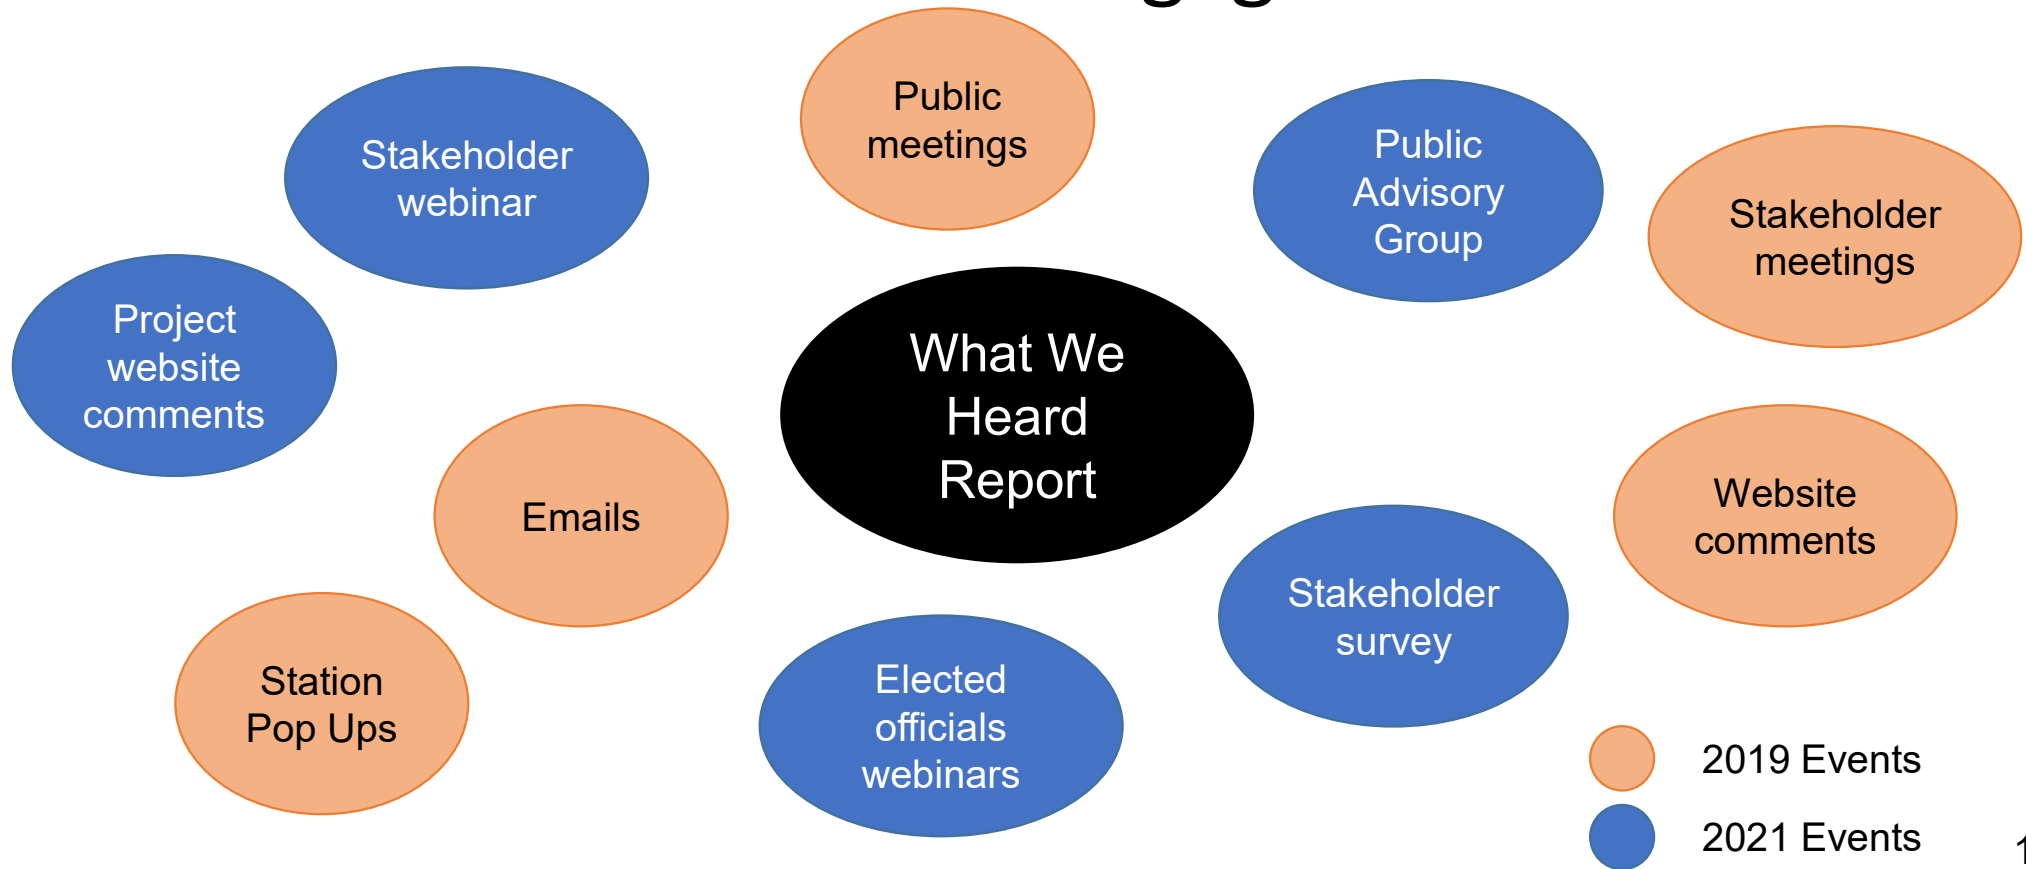 Public
meetings
Stakeholder
webinar
Public
Advisory
Group
Stakeholder
meetings
Project
website
comments
What We
Heard
Report
Emails
Website
comments
Stakeholder
survey
Station
Pop Ups
Elected
officials
webinars
2019 Events
2021 Events